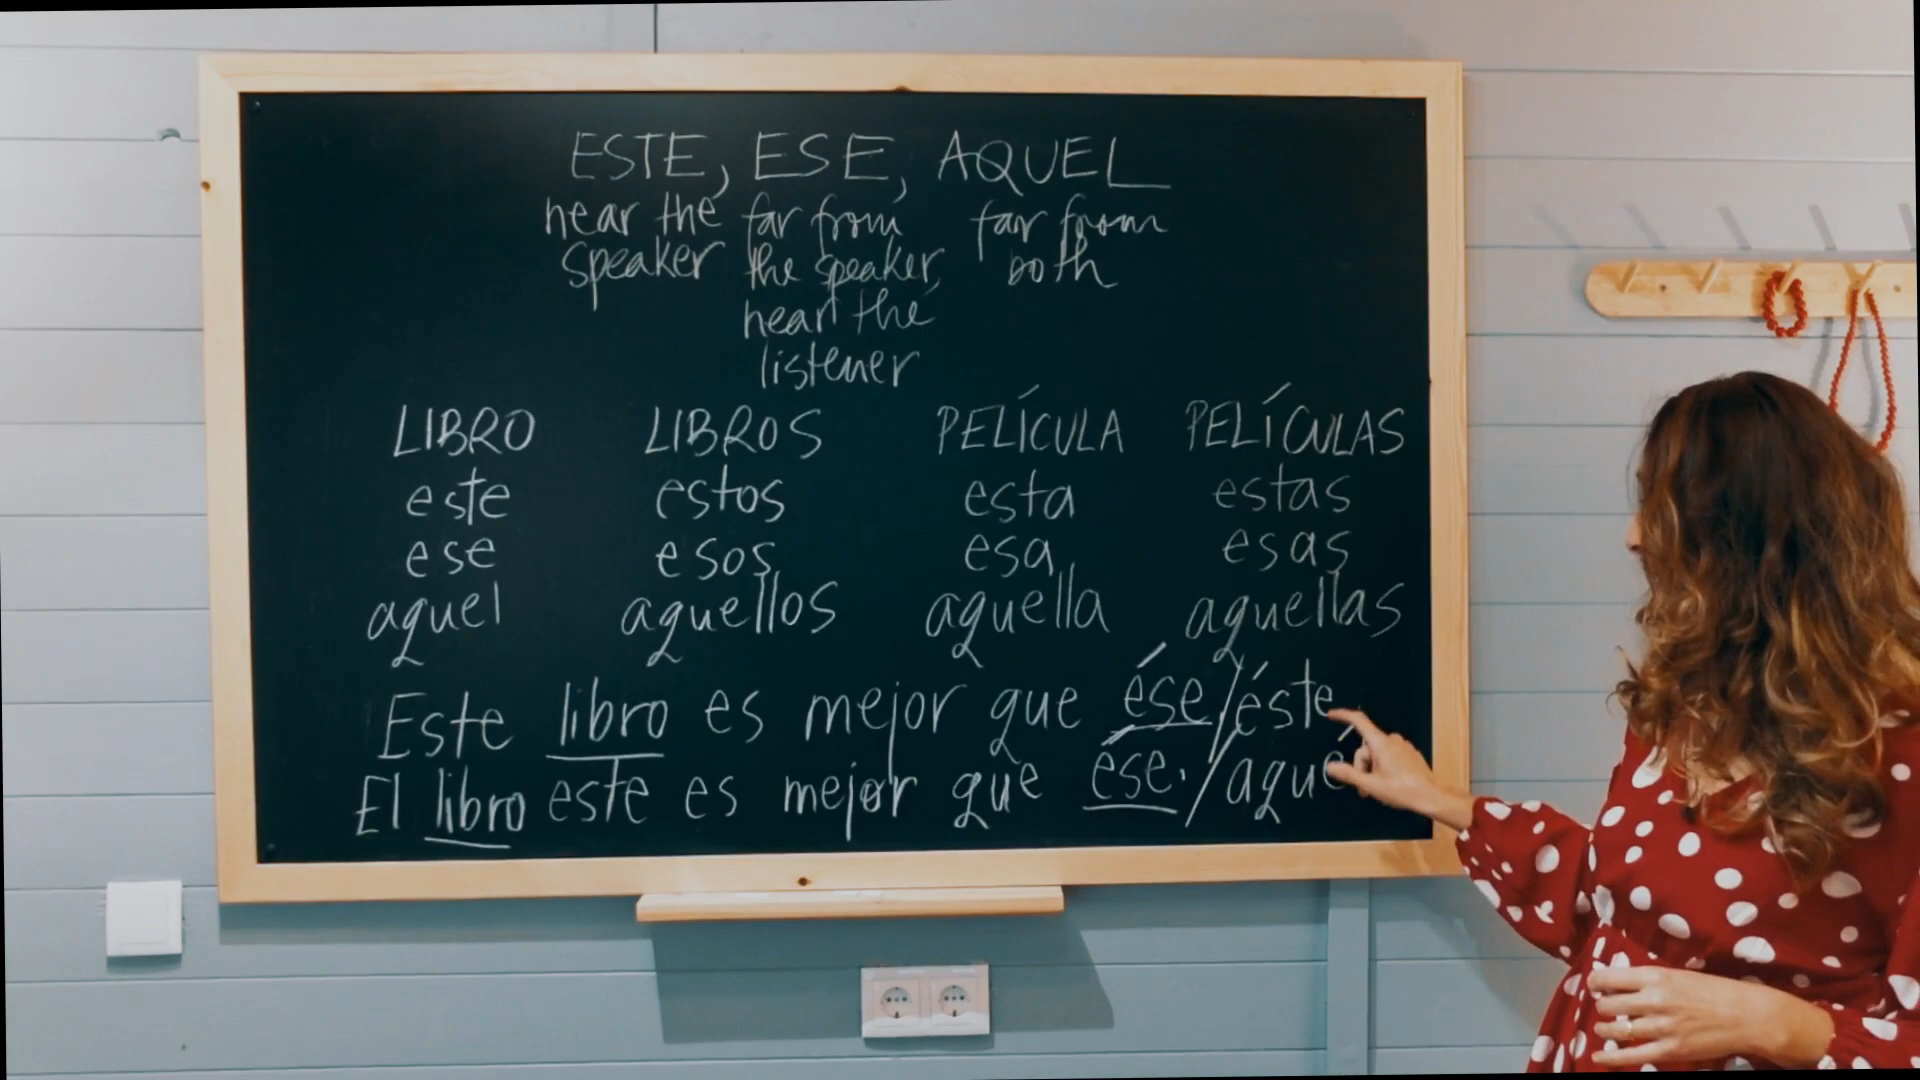 ESTE, ESE, AQUEL
near the speaker
far from the speaker, near the listener
far from both
LIBRO LIBROS PELÍCULA PELÍCULAS
este estos esta estas
ese esos esa esas
aquel aquellos aquella aquellas
Este libro es mejor que ése/éste
El libro este es mejor que ése./